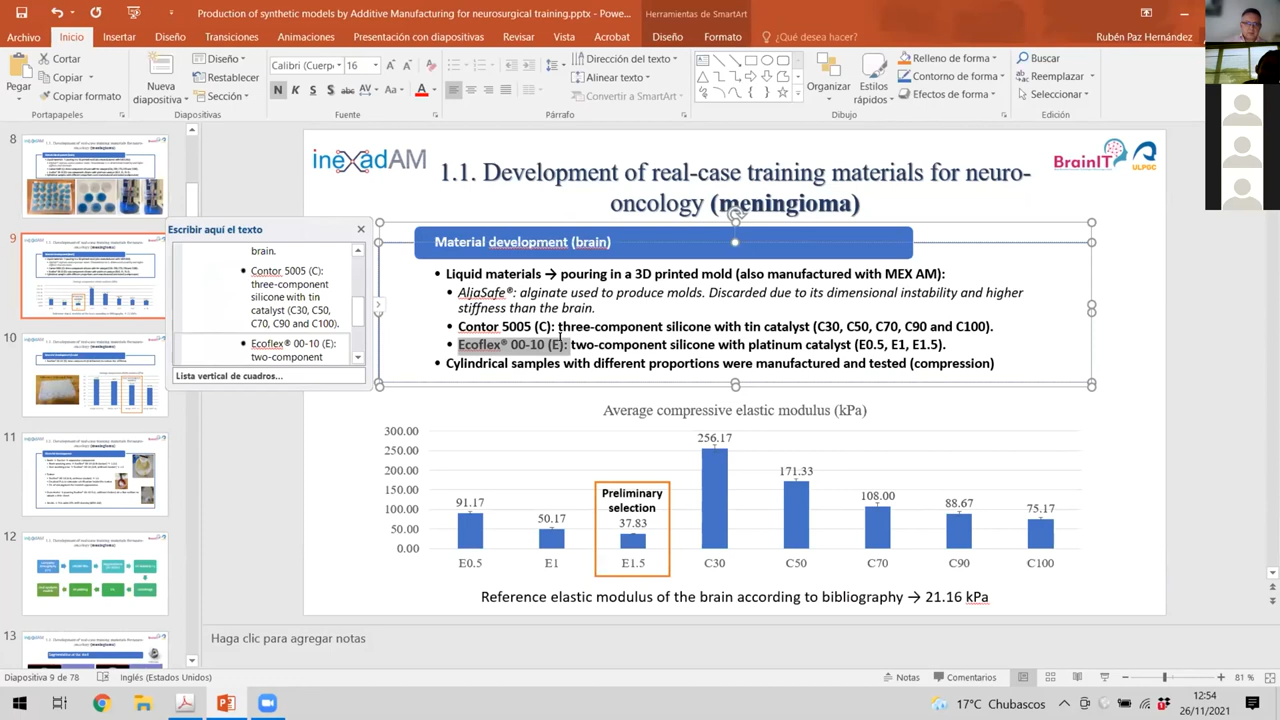 Production of advanced training materials for neurosurgical training.pptx - Powe...
Herramientas de SmartArt
Archivo Inicio Insertar Diseño Transiciones Animaciones Presentación con diapositivas Revisar Vista Acrobat Diseño Formato ¿Qué desea hacer? Rubén Paz Hernández
Pegar
Cortar
Copiar
Copiar formato
Portapapeles
Nueva
diapositiva
Diseño
Restablecer
Sección
Diapositivas
Calibri (Cuerp 16
N K S S abc AV Aa A
Fuente
Dirección del texto
Alinear texto
Convertir a SmartArt
Párrafo
Organizar
Estilos
rápidos
Relleno de forma
Contorno de forma
Efectos de forma
Dibujo
Buscar
Reemplazar
Seleccionar
Edición
8
9
11
12
13
Escribir aquí el texto
brain.
Contor 5005 (C):
three-component
silicone with tin
catalyst (C30, C50,
C70, C90 and C100).
• Ecoflex® 00-10 (E):
two-component
Lista vertical de cuadros...
inexadAM
BrainIT
ULPGC
1.1. Development of real-case training materials for neuro-
oncology (meningioma)
Material development (brain)
• Liquid materials → pouring in a 3D printed mold (also manufactured with MEX AM):
• AljaSafe®: alginate used to produce molds. Discarded due to its dimensional instability and higher
stiffness than the brain.
• Contor 5005 (C): three-component silicone with tin catalyst (C30, C50, C70, C90 and C100).
• Ecoflex® 00-10 (E): two-component silicone with platinum catalyst (E0.5, E1, E1.5).
• Cylindrical samples with different proportions were manufactured and tested (compression)
Average compressive elastic modulus (kPa)
300.00
250.00
200.00
150.00
100.00
50.00
0.00
91.17
50.17
Preliminary
selection
37.83
256.17
171.33
108.00
88.67
75.17
E0.5 E1 E1.5 C30 C50 C70 C90 C100
Reference elastic modulus of the brain according to bibliography → 21.16 kPa
Haga clic para agregar notas
Diapositiva 9 de 78 Inglés (Estados Unidos) Notas Comentarios 81 %
17°C Chubascos
12:54
26/11/2021